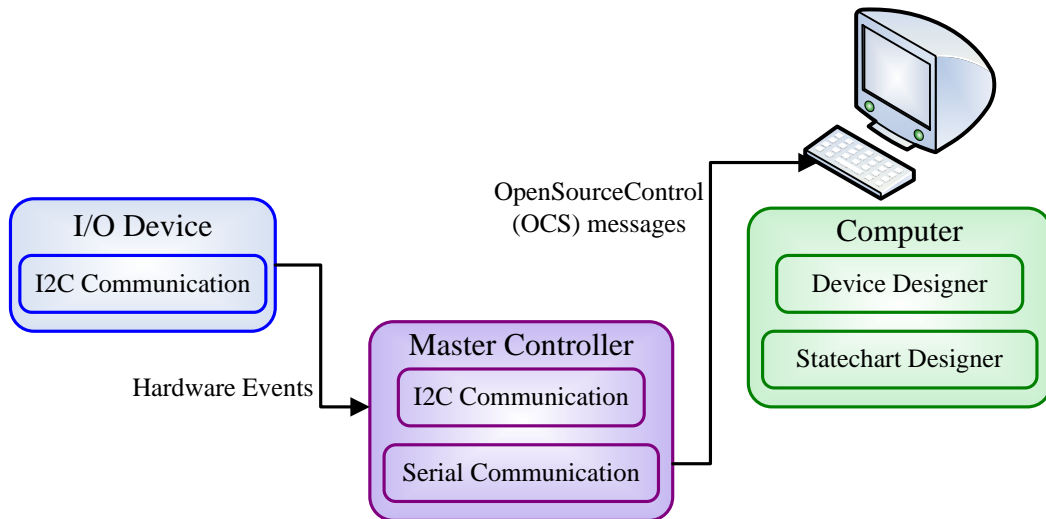 I/O Device
I2C Communication
Hardware Events
Master Controller
I2C Communication
Serial Communication
OpenSourceControl
(OCS) messages
Computer
Device Designer
Statechart Designer